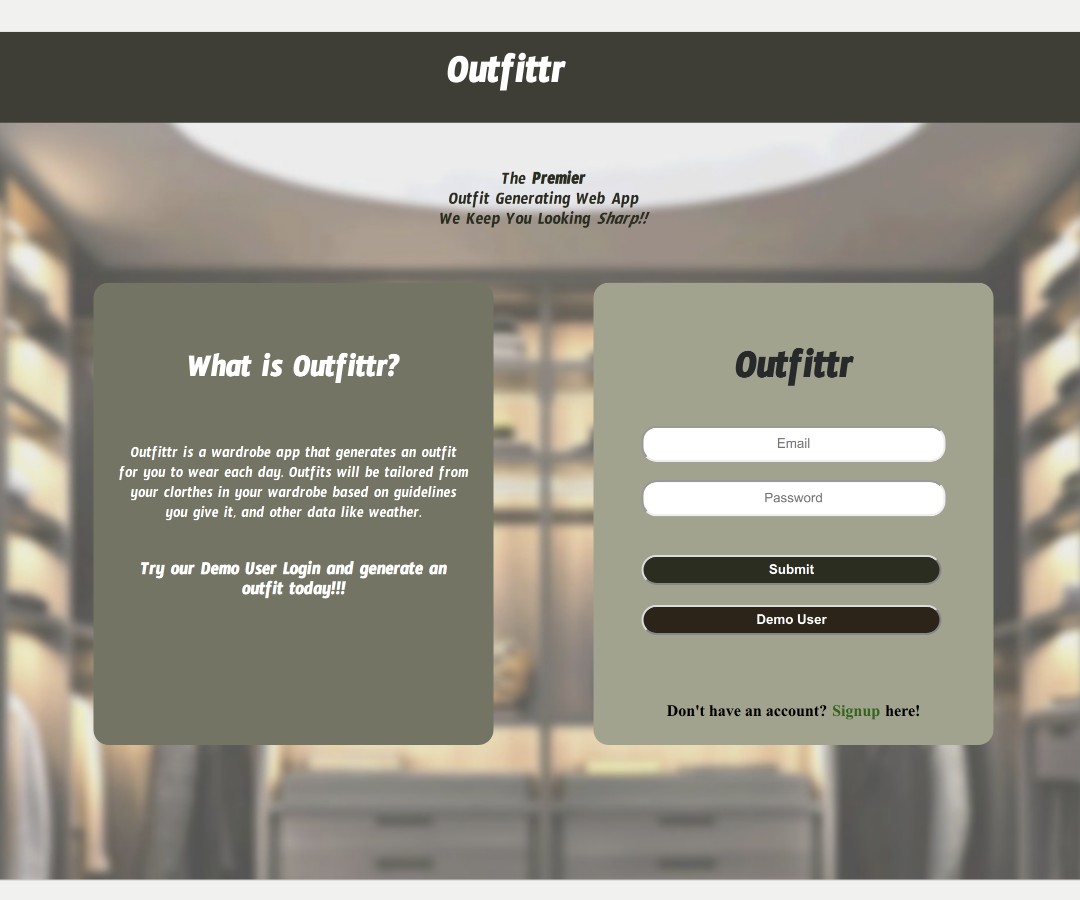 Outfittr
The Premier
Outfit Generating Web App
We Keep You Looking Sharp!!
What is Outfittr?
Outfittr is a wardrobe app that generates an outfit
for you to wear each day. Outfits will be tailored from
your clorthes in your wardrobe based on guidelines
you give it, and other data like weather.
Try our Demo User Login and generate an
outfit today!!!
Outfittr
Email
Password
Submit
Demo User
Don't have an account? Signup here!